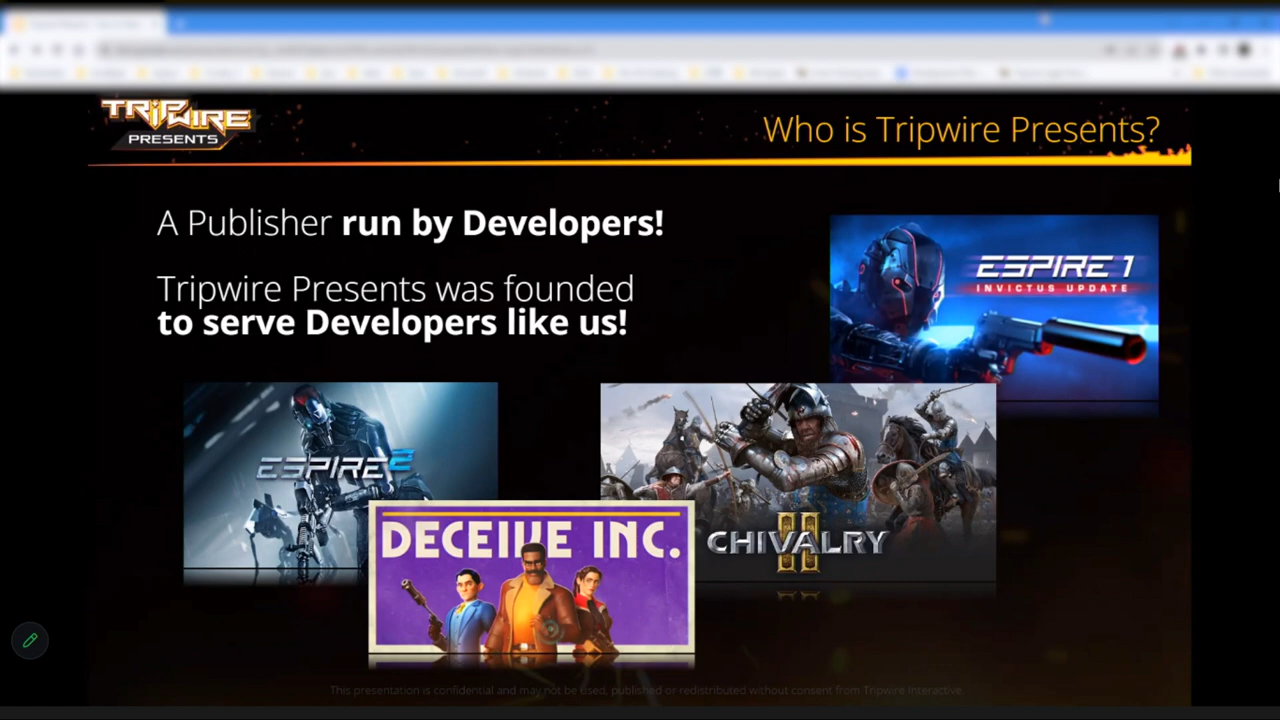 TRIPWIRE
PRESENTS
Who is Tripwire Presents?
A Publisher run by Developers!
Tripwire Presents was founded
to serve Developers like us!
ESPIRE 1
INVICTUS UPDATE
ESPIRE 2
CHIVALRY II
DECEIVE INC.
This presentation is confidential and may not be used, published or redistributed without consent from Tripwire Interactive.